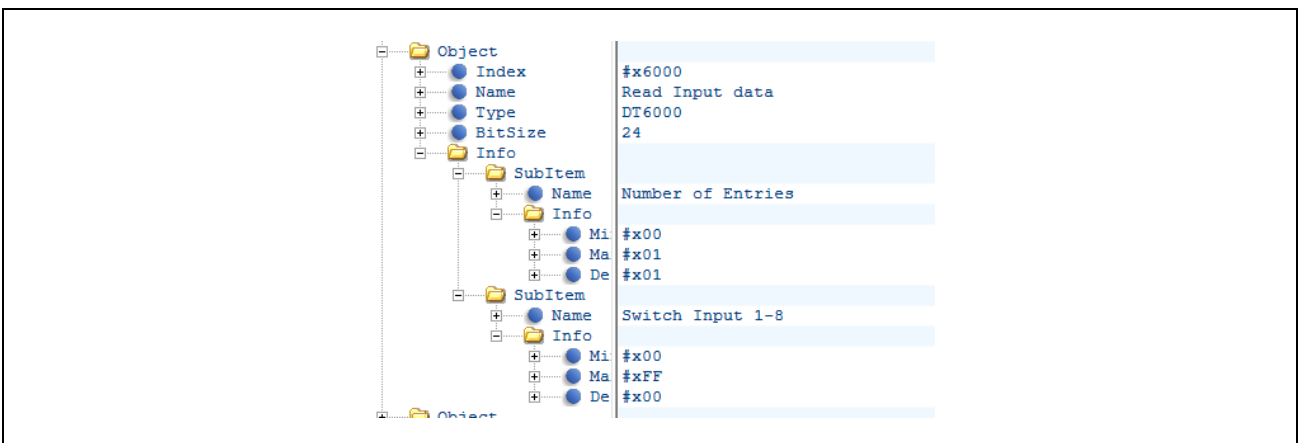 Object
Index #x6000
Name Read Input data
Type DT6000
BitSize 24
Info
SubItem
Name Number of Entries
Info
Mi #x00
Ma #x01
De #x01
SubItem
Name Switch Input 1-8
Info
Mi #x00
Ma #xFF
De #x00
Object